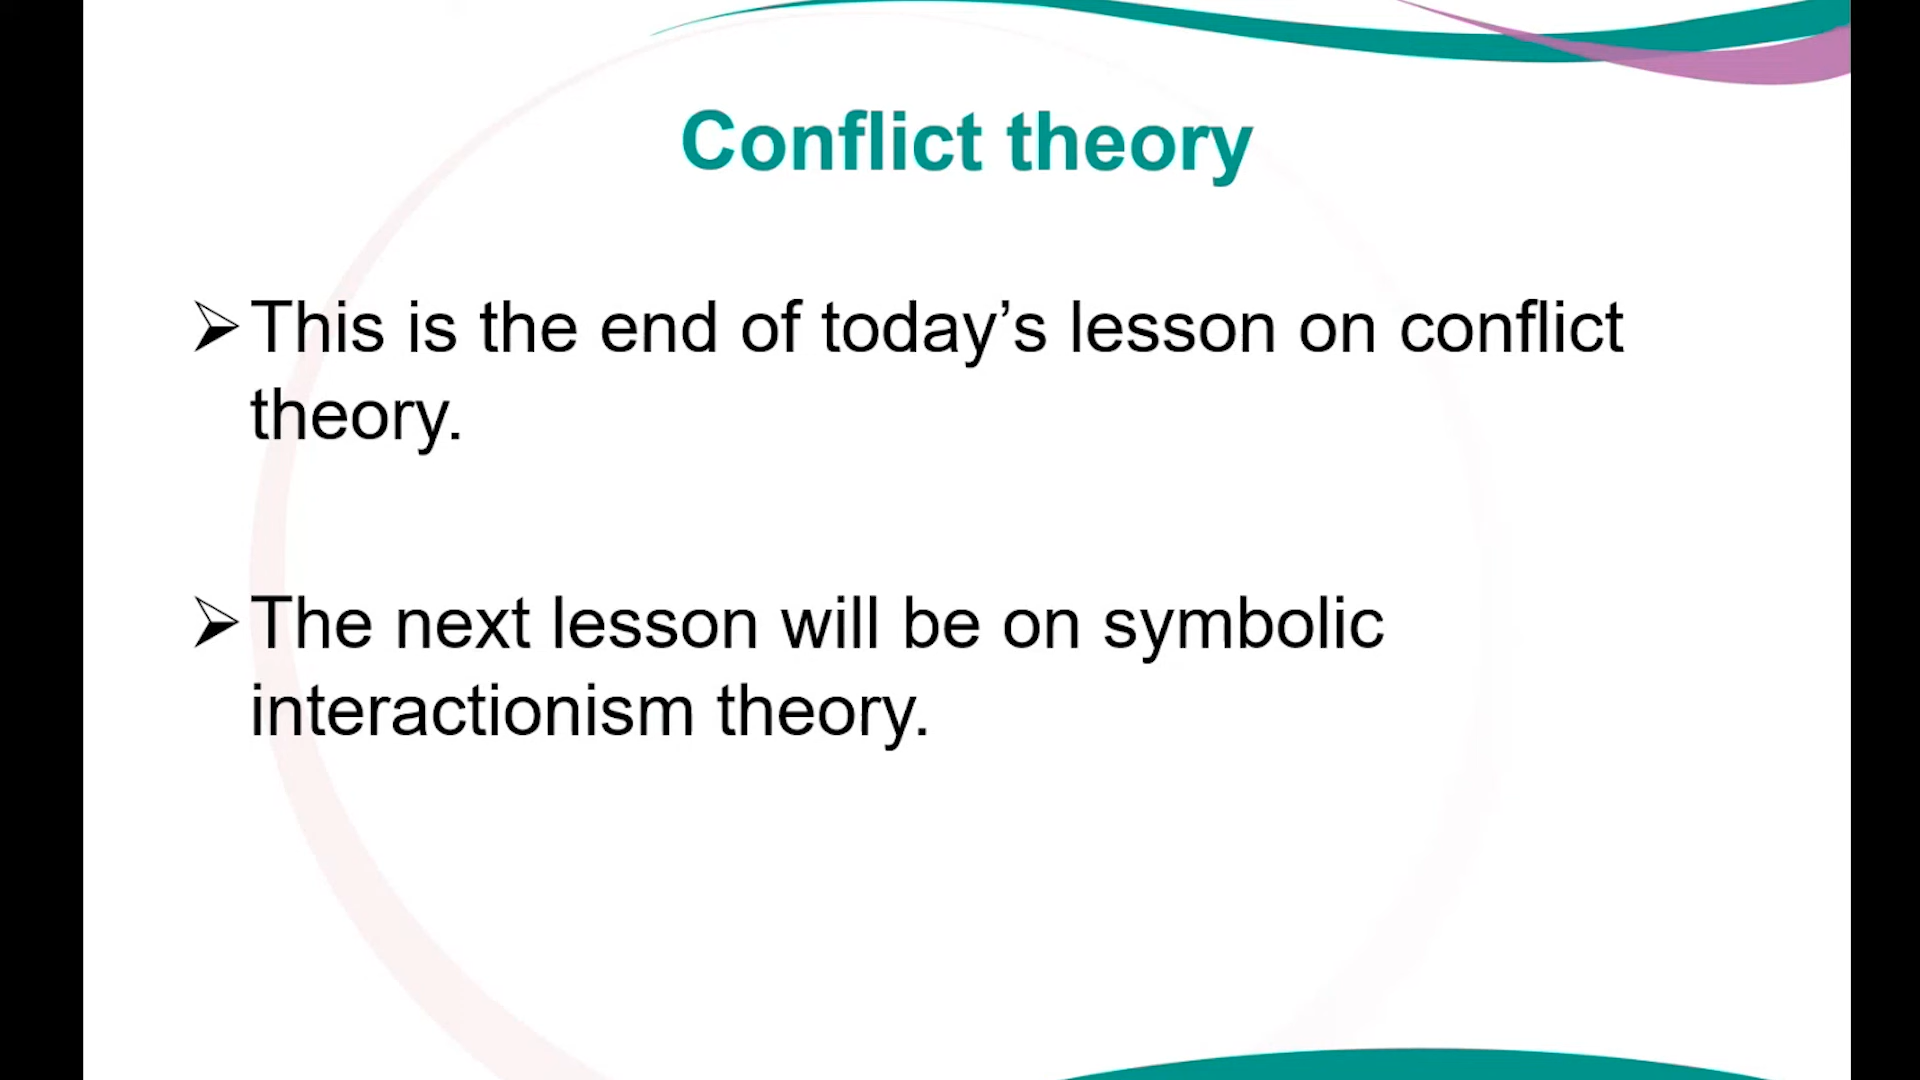 Conflict theory
➢This is the end of today’s lesson on conflict
theory.
➢The next lesson will be on symbolic
interactionism theory.